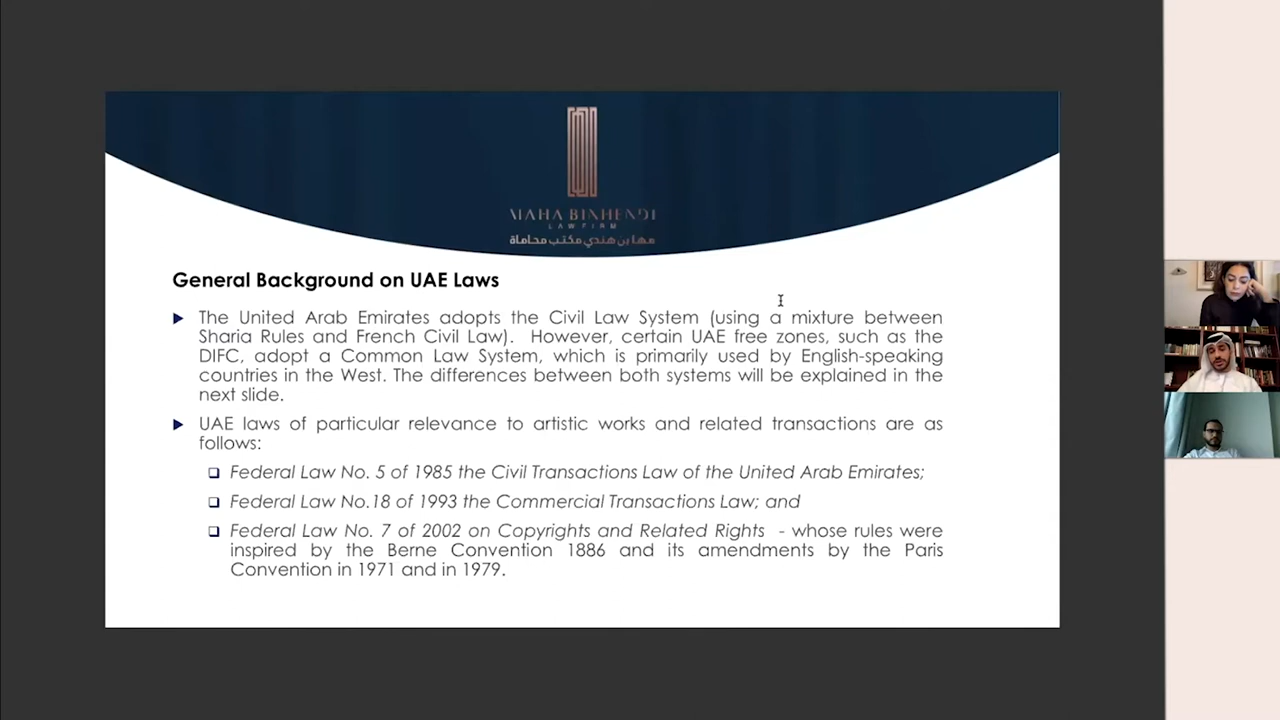 MAHA BINHENDI
LAW FIRM
مها بن هندي مكتب محاماة
General Background on UAE Laws
The United Arab Emirates adopts the Civil Law System (using a mixture between
Sharia Rules and French Civil Law). However, certain UAE free zones, such as the
DIFC, adopt a Common Law System, which is primarily used by English-speaking
countries in the West. The differences between both systems will be explained in the
next slide.
UAE laws of particular relevance to artistic works and related transactions are as
follows:
Federal Law No. 5 of 1985 the Civil Transactions Law of the United Arab Emirates;
Federal Law No.18 of 1993 the Commercial Transactions Law; and
Federal Law No. 7 of 2002 on Copyrights and Related Rights - whose rules were
inspired by the Berne Convention 1886 and its amendments by the Paris
Convention in 1971 and in 1979.